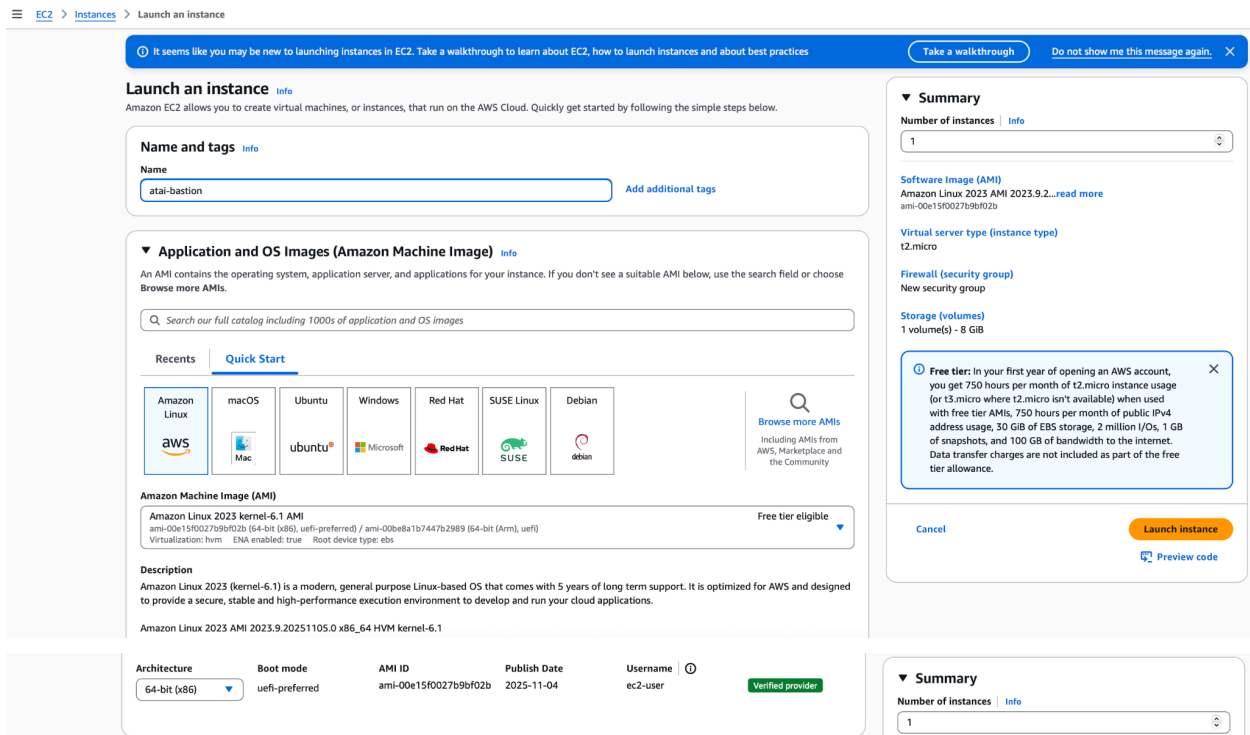 EC2 > Instances > Launch an instance
It seems like you may be new to launching instances in EC2. Take a walkthrough to learn about EC2, how to launch instances and about best practices
Take a walkthrough
Do not show me this message again.
Launch an instance Info
Amazon EC2 allows you to create virtual machines, or instances, that run on the AWS Cloud. Quickly get started by following the simple steps below.
Name and tags Info
Name
atai-bastion
Add additional tags
Application and OS Images (Amazon Machine Image) Info
An AMI contains the operating system, application server, and applications for your instance. If you don't see a suitable AMI below, use the search field or choose
Browse more AMIs.
Search our full catalog including 1000s of application and OS images
Recents
Quick Start
Amazon
Linux
aws
macOS
Mac
Ubuntu
ubuntu®
Windows
Microsoft
Red Hat
Red Hat
SUSE Linux
SUSE
Debian
debian
Browse more AMIs
Including AMIs from
AWS, Marketplace and
the Community
Amazon Machine Image (AMI)
Amazon Linux 2023 kernel-6.1 AMI
Free tier eligible
ami-00e15f0027b9bf02b (64-bit (x86), uefi-preferred) / ami-00be8a1b7447b2989 (64-bit (Arm), uefi)
Virtualization: hvm ENA enabled: true Root device type: ebs
Description
Amazon Linux 2023 (kernel-6.1) is a modern, general purpose Linux-based OS that comes with 5 years of long term support. It is optimized for AWS and designed
to provide a secure, stable and high-performance execution environment to develop and run your cloud applications.
Amazon Linux 2023 AMI 2023.9.20251105.0 x86_64 HVM kernel-6.1
Summary
Number of instances Info
1
Software Image (AMI)
Amazon Linux 2023 AMI 2023.9.2...read more
ami-00e15f0027b9bf02b
Virtual server type (instance type)
t2.micro
Firewall (security group)
New security group
Storage (volumes)
1 volume(s) - 8 GiB
Free tier: In your first year of opening an AWS account,
you get 750 hours per month of t2.micro instance usage
(or t3.micro where t2.micro isn't available) when used
with free tier AMIs, 750 hours per month of public IPv4
address usage, 30 GiB of EBS storage, 2 million I/Os, 1 GB
of snapshots, and 100 GB of bandwidth to the internet.
Data transfer charges are not included as part of the free
tier allowance.
Cancel
Launch instance
Preview code
Architecture
64-bit (x86)
Boot mode
uefi-preferred
AMI ID
ami-00e15f0027b9bf02b
Publish Date
2025-11-04
Username
ec2-user
Verified provider
Summary
Number of instances Info
1